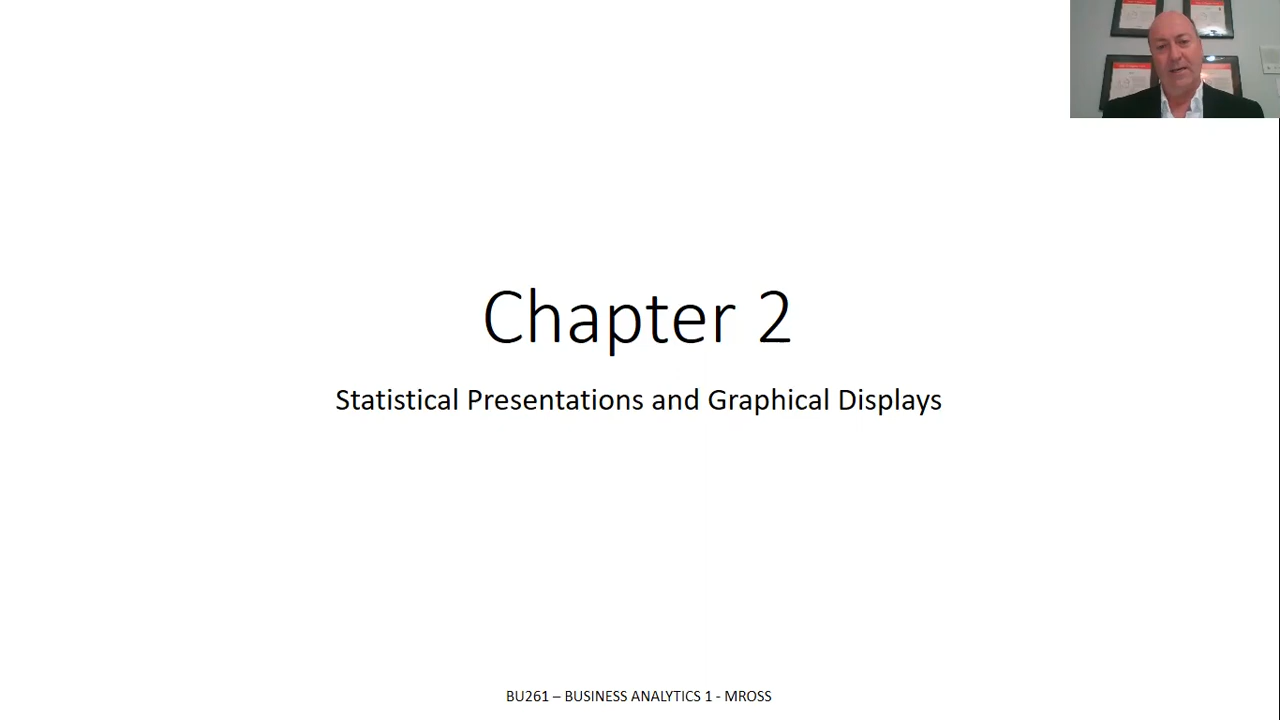 Chapter 2
Statistical Presentations and Graphical Displays
BU261 – BUSINESS ANALYTICS 1 - MROSS